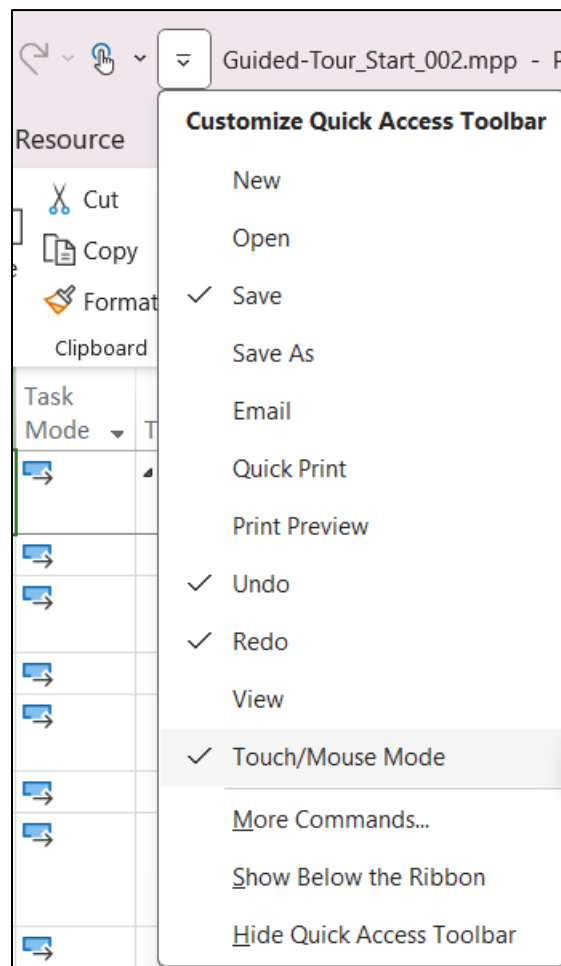 Guided-Tour_Start_002.mpp - P
Customize Quick Access Toolbar
Resource
New
Cut
Open
Copy
Save
Format
Save As
Clipboard
Task
Mode
Email
T
Quick Print
Print Preview
Undo
Redo
View
Touch/Mouse Mode
More Commands...
Show Below the Ribbon
Hide Quick Access Toolbar